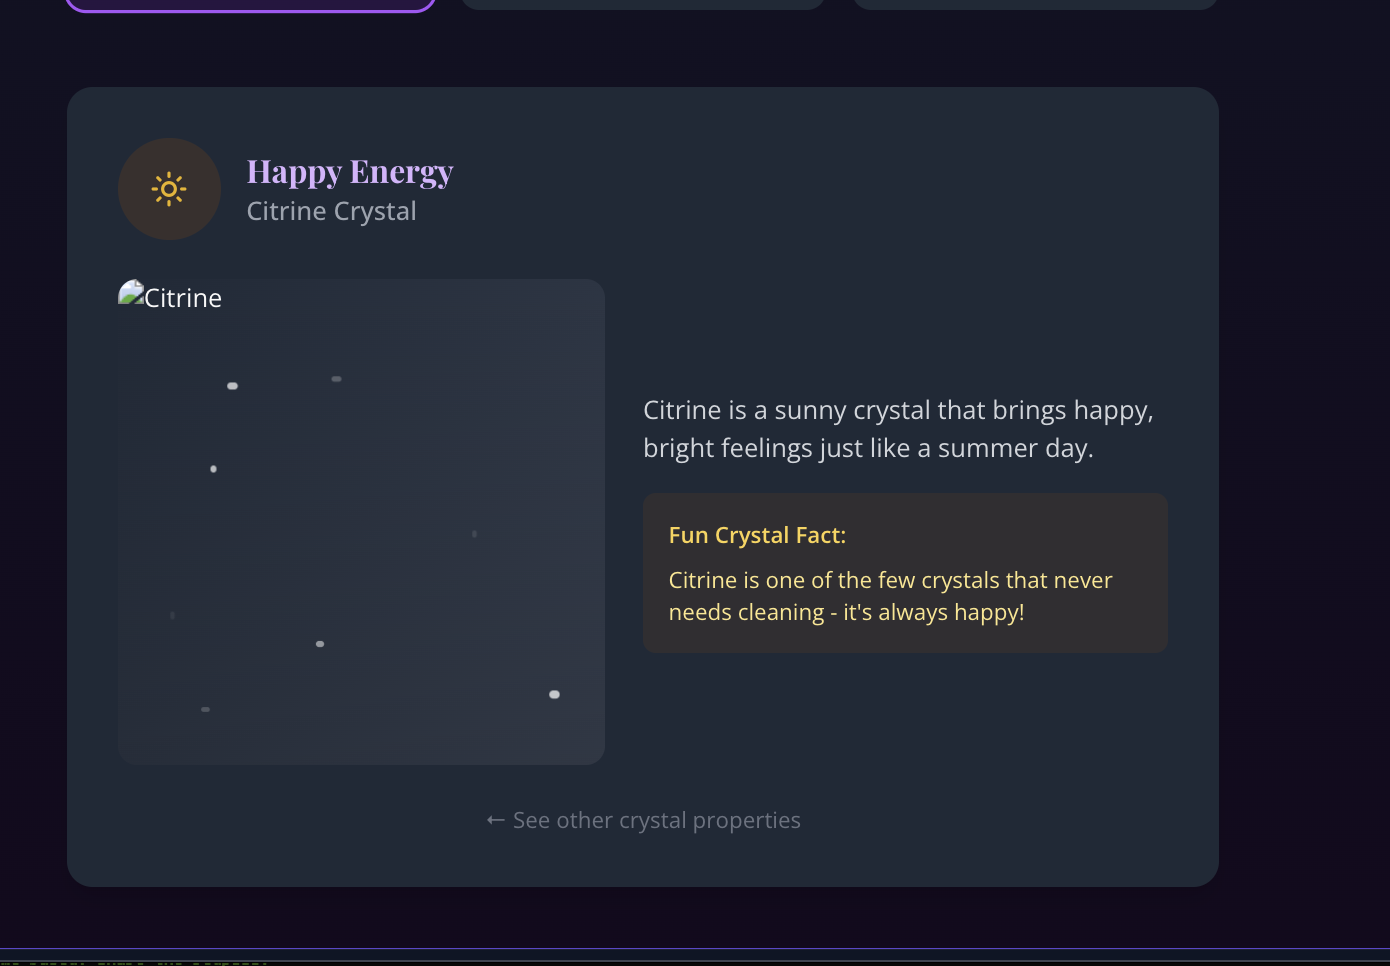 Happy Energy
Citrine Crystal
Citrine
Citrine is a sunny crystal that brings happy,
bright feelings just like a summer day.
Fun Crystal Fact:
Citrine is one of the few crystals that never
needs cleaning - it's always happy!
← See other crystal properties